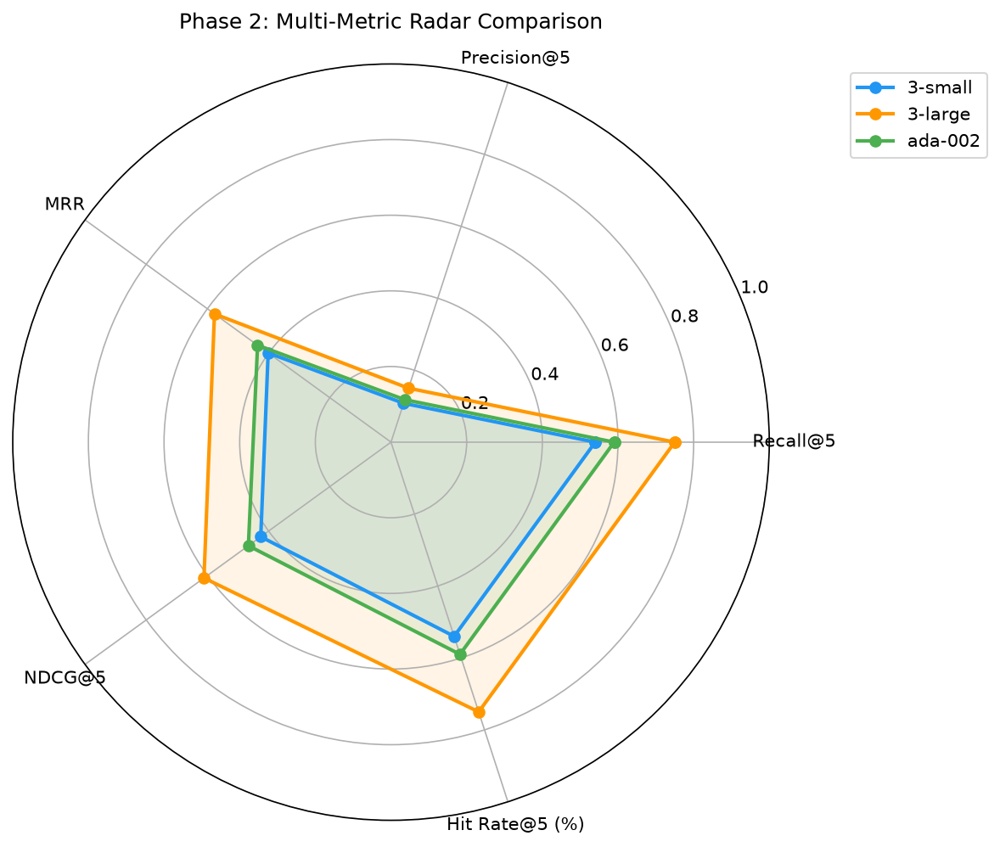 Phase 2: Multi-Metric Radar Comparison
Precision@5
3-small
3-large
ada-002
MRR
1.0
0.8
0.6
0.4
0.2
Recall@5
NDCG@5
Hit Rate@5 (%)